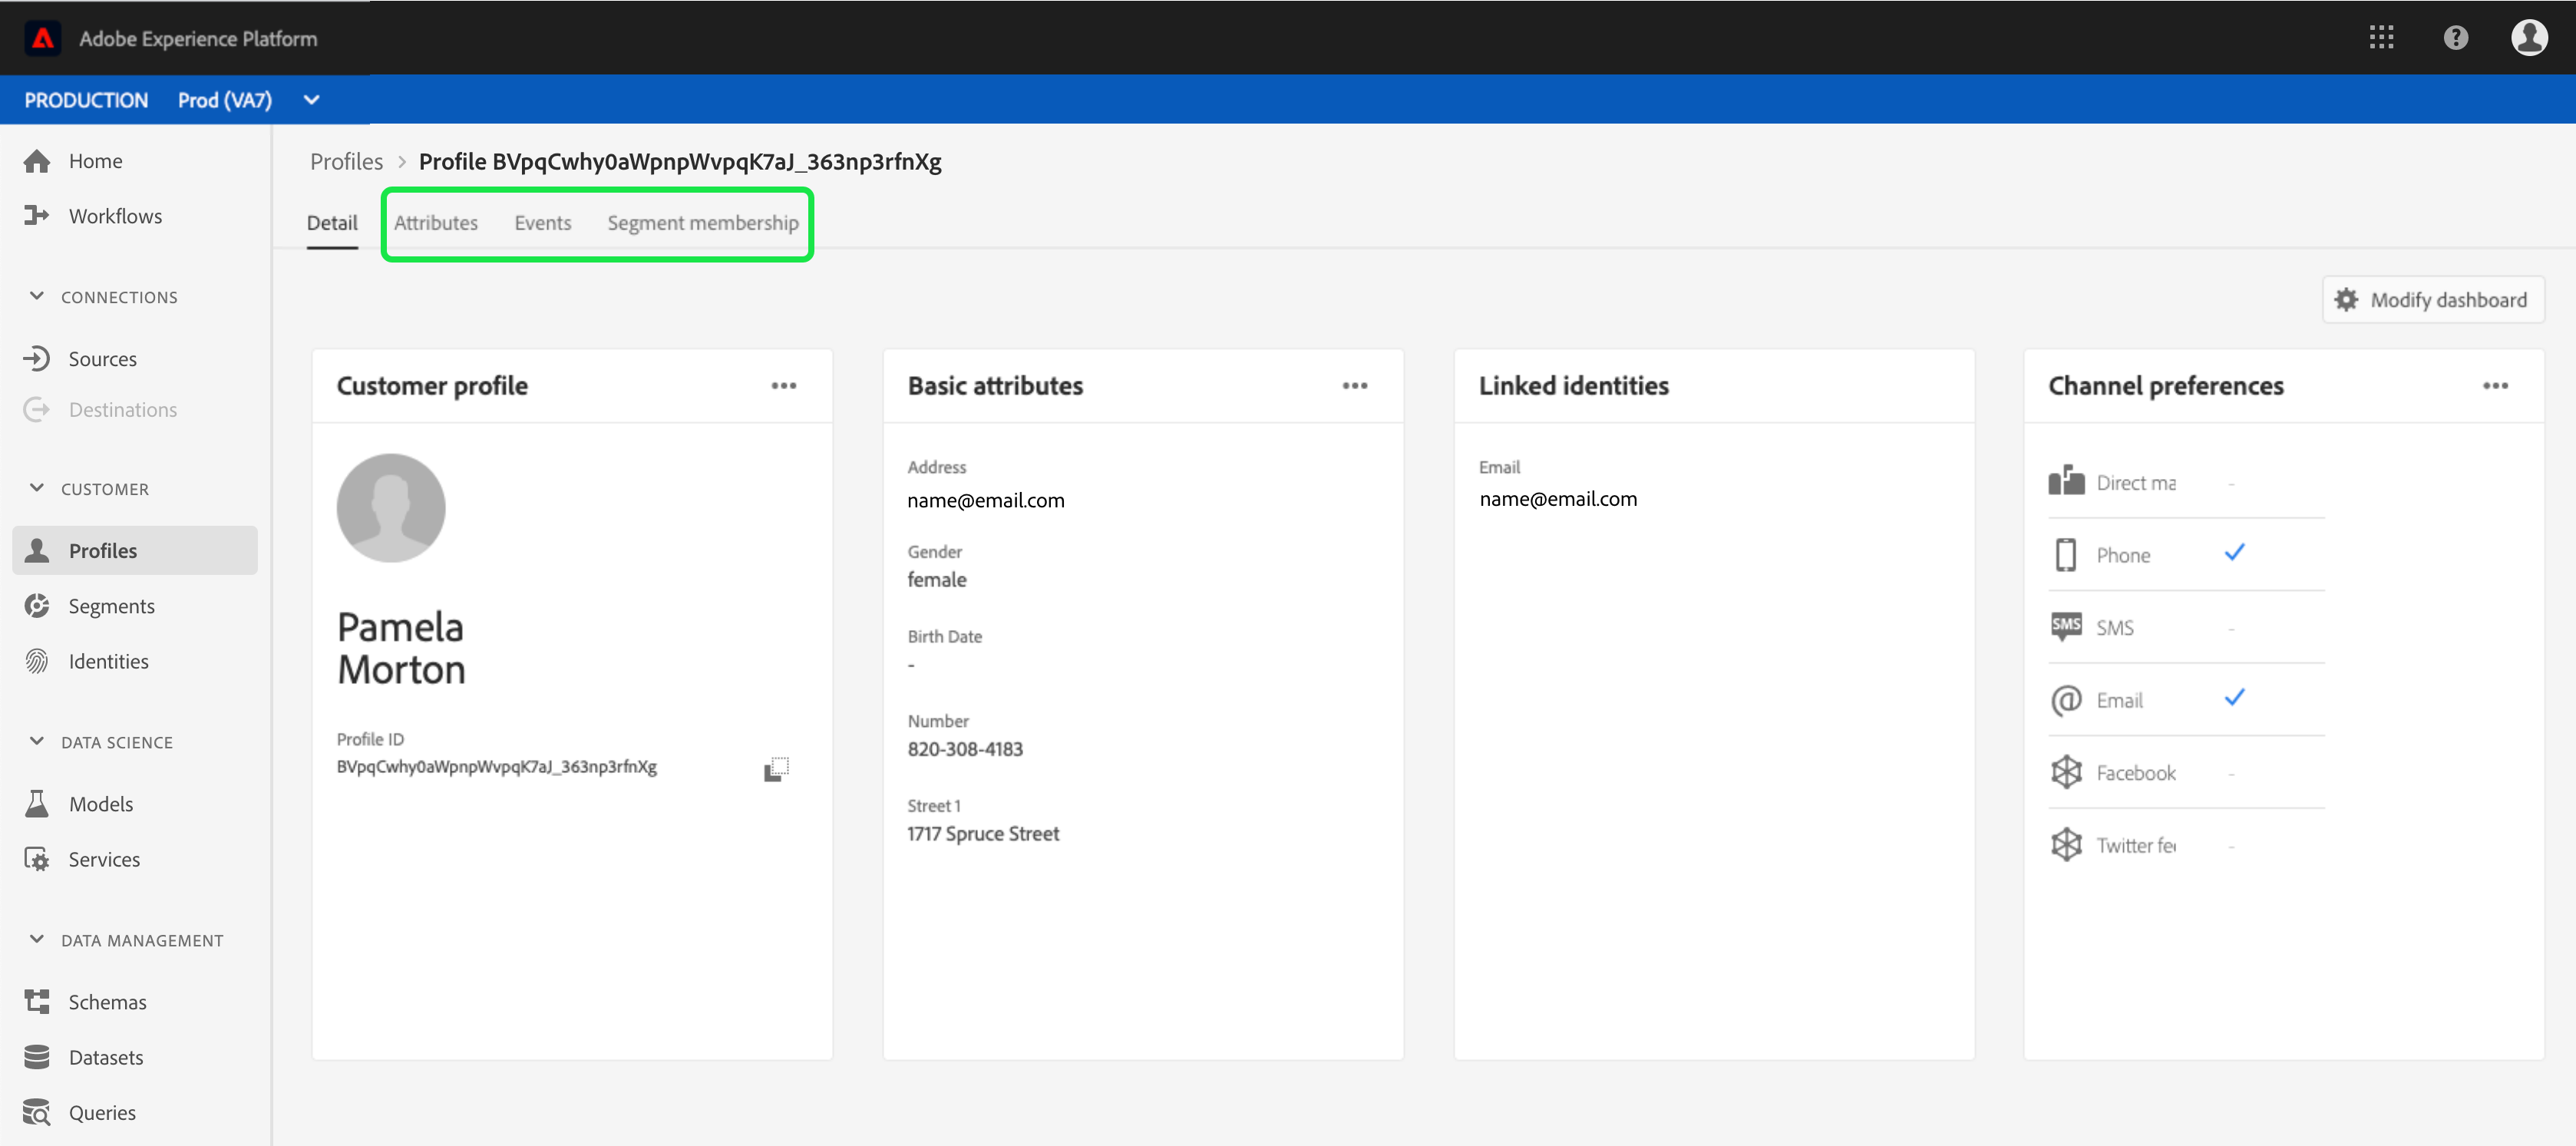 Adobe Experience Platform
?
PRODUCTION Prod (VA7)
Home
Workflows
CONNECTIONS
Sources
Destinations
CUSTOMER
Profiles
Segments
Identities
DATA SCIENCE
Models
Services
DATA MANAGEMENT
Schemas
Datasets
Queries
Profiles > Profile BVpqCwhy0aWpnpWvpqK7aJ_363np3rfnXg
Detail Attributes Events Segment membership
Modify dashboard
Customer profile
Pamela
Morton
Profile ID
BVpqCwhy0aWpnpWvpqK7aJ_363np3rfnXg
Basic attributes
Address
name@email.com
Gender
female
Birth Date
-
Number
820-308-4183
Street 1
1717 Spruce Street
Linked identities
Email
name@email.com
Channel preferences
Direct ma -
Phone
SMS SMS -
@ Email
Facebook -
Twitter fe -